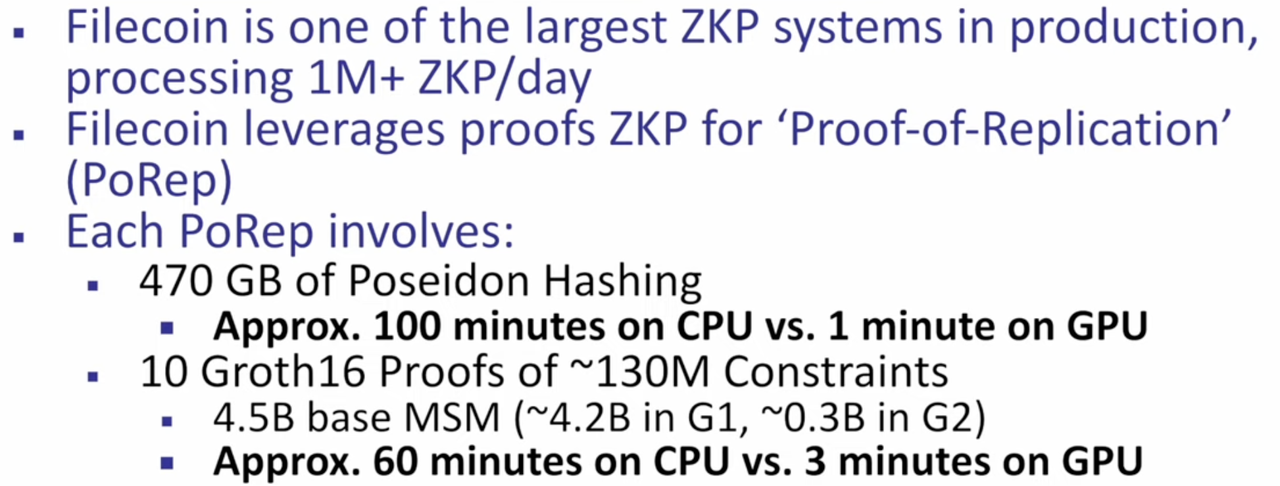 ▪ Filecoin is one of the largest ZKP systems in production,
processing 1M+ ZKP/day
▪ Filecoin leverages proofs ZKP for ‘Proof-of-Replication’
(PoRep)
▪ Each PoRep involves:
▪ 470 GB of Poseidon Hashing
▪ Approx. 100 minutes on CPU vs. 1 minute on GPU
▪ 10 Groth16 Proofs of ~130M Constraints
▪ 4.5B base MSM (~4.2B in G1, ~0.3B in G2)
▪ Approx. 60 minutes on CPU vs. 3 minutes on GPU